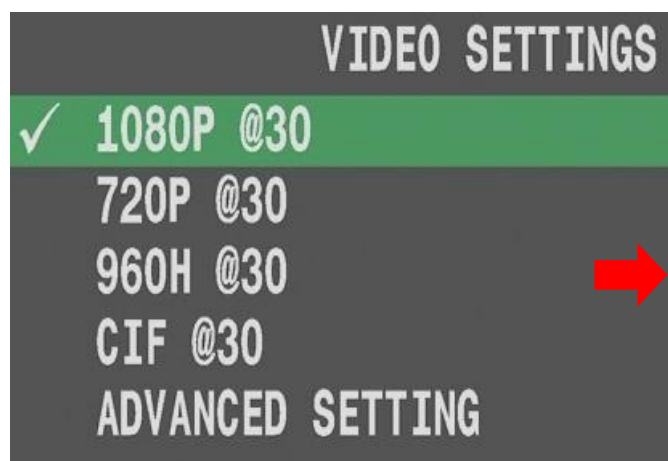 VIDEO SETTINGS
✓ 1080P @30
720P @30
960H @30
CIF @30
ADVANCED SETTING